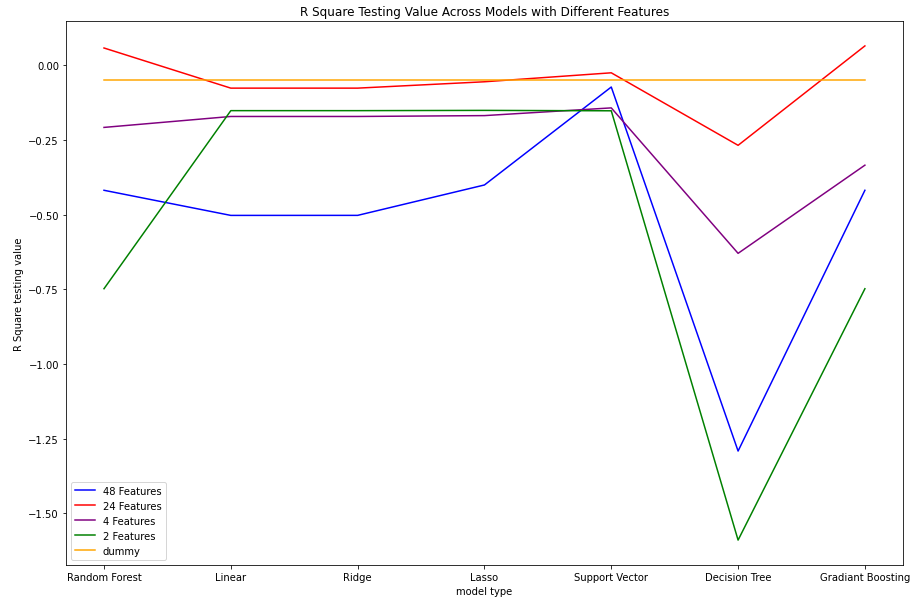 R Square Testing Value Across Models with Different Features
R Square testing value
0.00
−0.25
−0.50
−0.75
−1.00
−1.25
−1.50
48 Features
24 Features
4 Features
2 Features
dummy
Random Forest
Linear
Ridge
Lasso
Support Vector
Decision Tree
Gradiant Boosting
model type